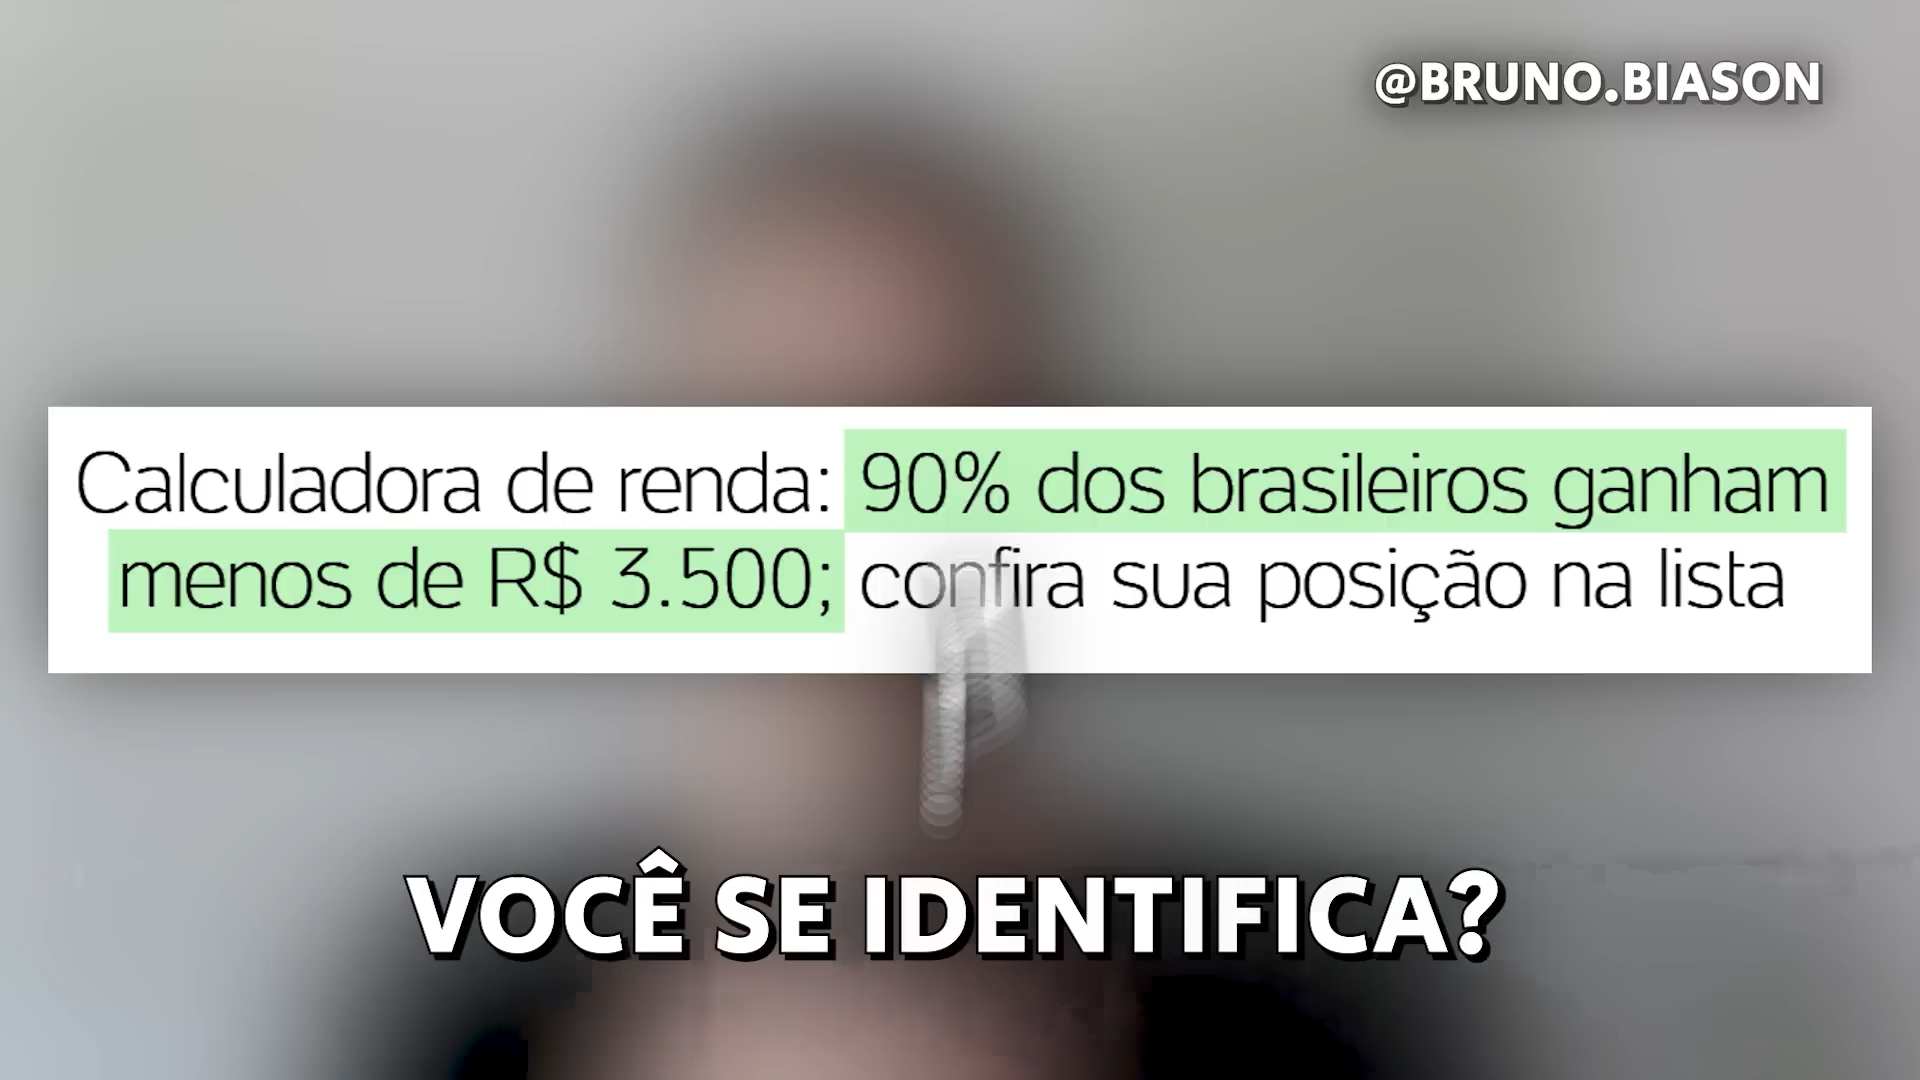 @BRUNO.BIASON
Calculadora de renda: 90% dos brasileiros ganham
menos de R$ 3.500; confira sua posição na lista
VOCÊ SE IDENTIFICA?